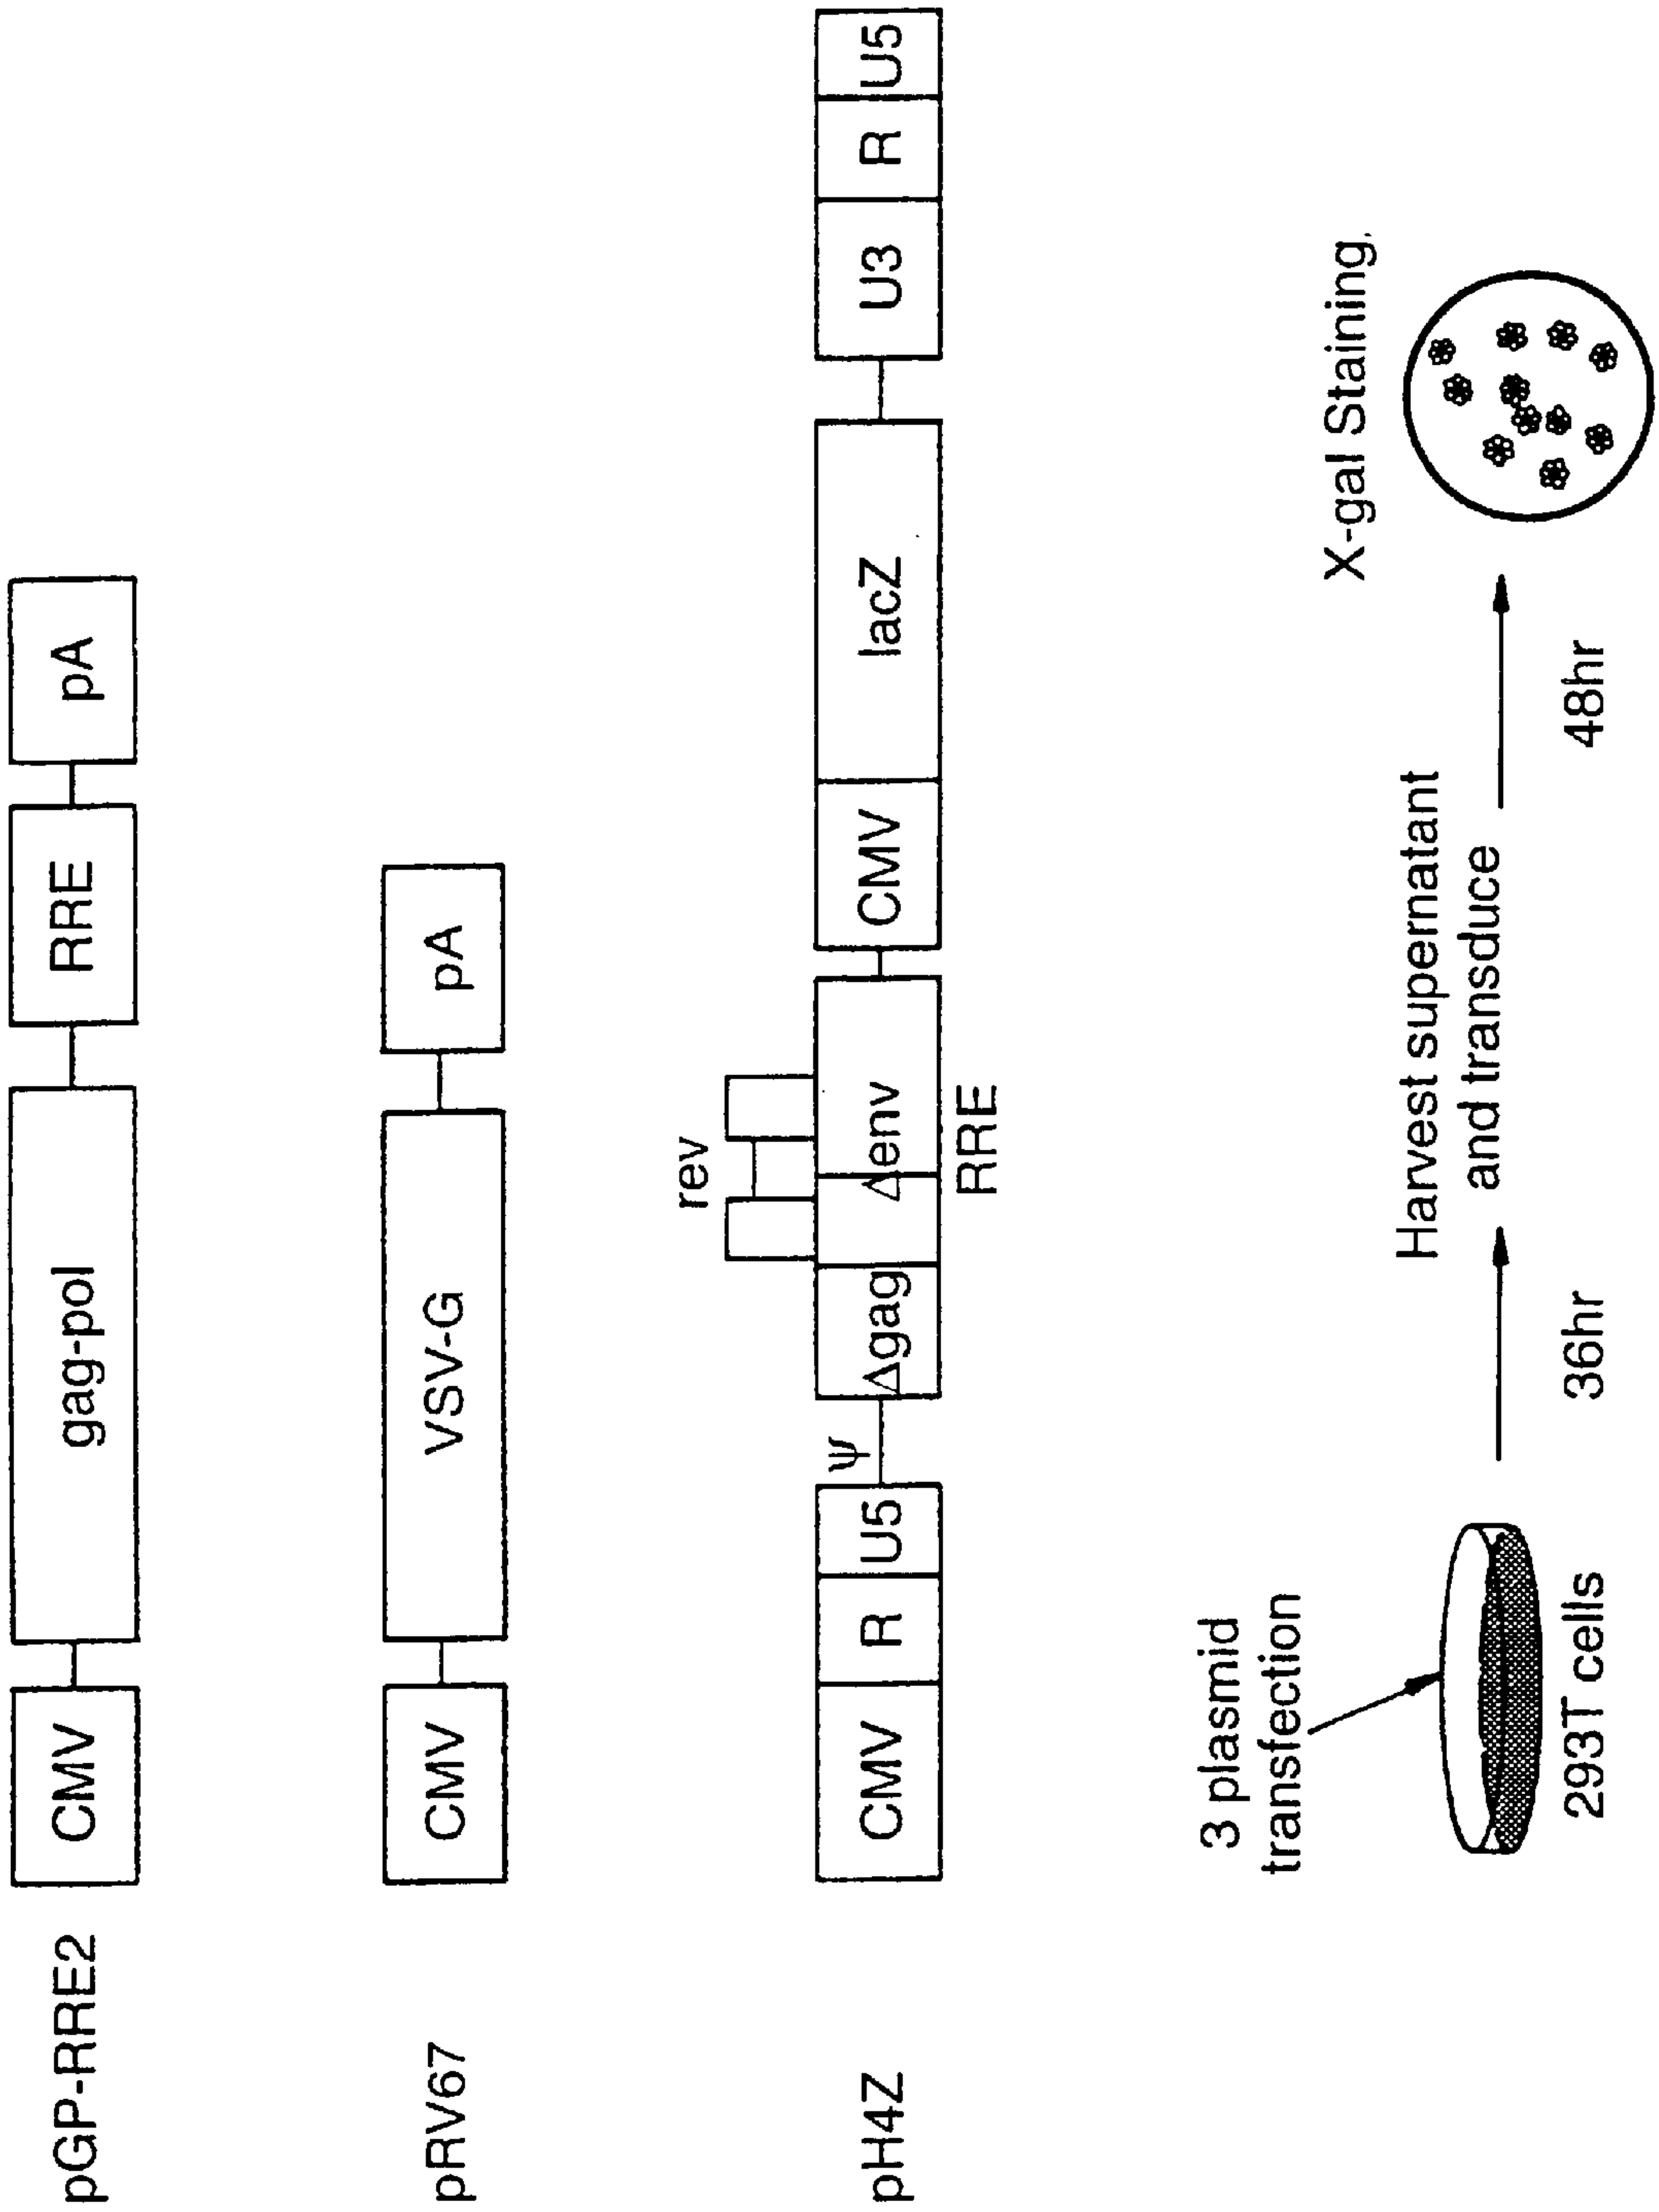 pGP-RRE2
CMV
gag-pol
RRE
pA
pRV67
CMV
VSV-G
pA
pH4Z
CMV
R
U5
ψ
Δgag
rev
Δenv
RRE
CMV
lacZ
U3
R
U5
3 plasmid
transfection
293T cells
36hr
Harvest supernatant
and transduce
48hr
X-gal Staining.